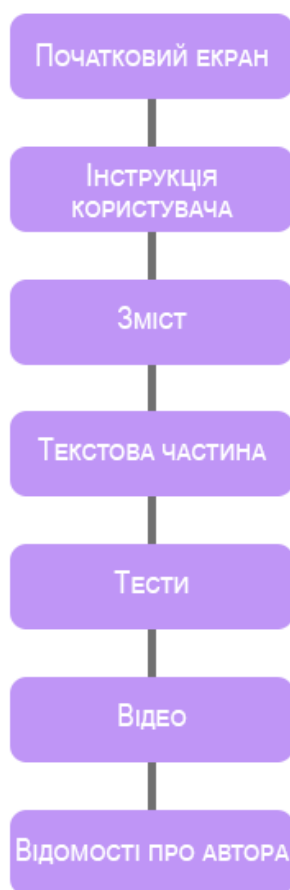 Початковий екран
Інструкція
користувача
Зміст
Текстова частина
Тести
Відео
Відомості про автора